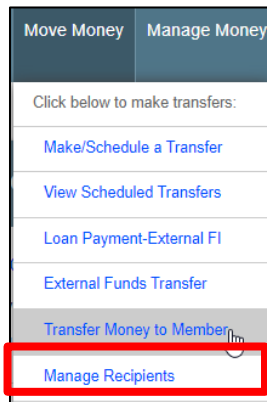 Move Money Manage Money
Click below to make transfers:
Make/Schedule a Transfer
View Scheduled Transfers
Loan Payment-External FI
External Funds Transfer
Transfer Money to Member
Manage Recipients